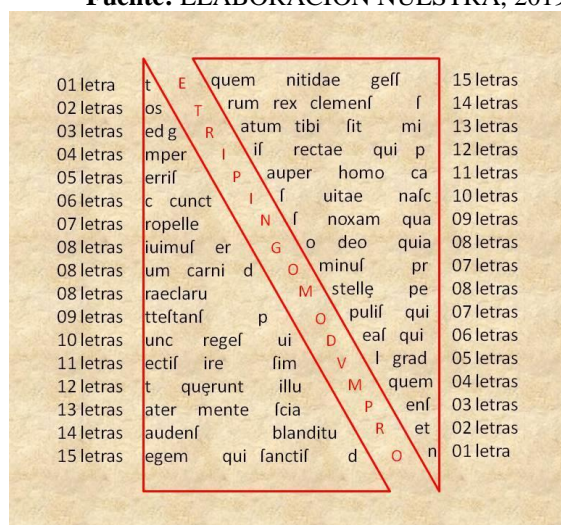 Fuente: ELABORACIÓN NUESTRA, 2019
01 letra t E quem nitidae geſſ 15 letras
02 letras os T rum rex clemenſ ſ 14 letras
03 letras ed g R atum tibi ſit mi 13 letras
04 letras mper I iſ rectae qui p 12 letras
05 letras erriſ P auper homo ca 11 letras
06 letras c cunct I ſ uitae naſc 10 letras
07 letras ropelle N ſ noxam qua 09 letras
08 letras iuimuſ er G o deo quia 08 letras
08 letras um carni d O minuſ pr 07 letras
08 letras raeclaru M stellę pe 08 letras
09 letras tteſtanſ p O puliſ qui 07 letras
10 letras unc regeſ ui D eaſ qui 06 letras
11 letras ectiſ ire ſim V l grad 05 letras
12 letras t quęrunt illu M quem 04 letras
13 letras ater mente ſcia P enſ 03 letras
14 letras audenſ blanditu R et 02 letras
15 letras egem qui ſanctiſ d O n 01 letra